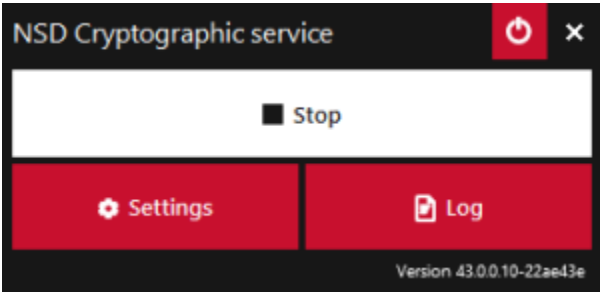 NSD Cryptographic service
Stop
Settings
Log
Version 43.0.0.10-22ae43e